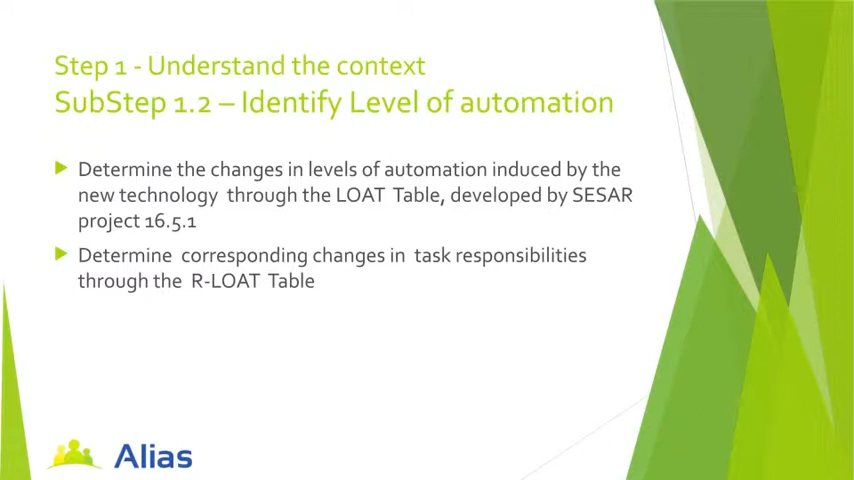 Step 1 - Understand the context
SubStep 1.2 – Identify Level of automation
Determine the changes in levels of automation induced by the
new technology through the LOAT Table, developed by SESAR
project 16.5.1
Determine corresponding changes in task responsibilities
through the R-LOAT Table
Alias